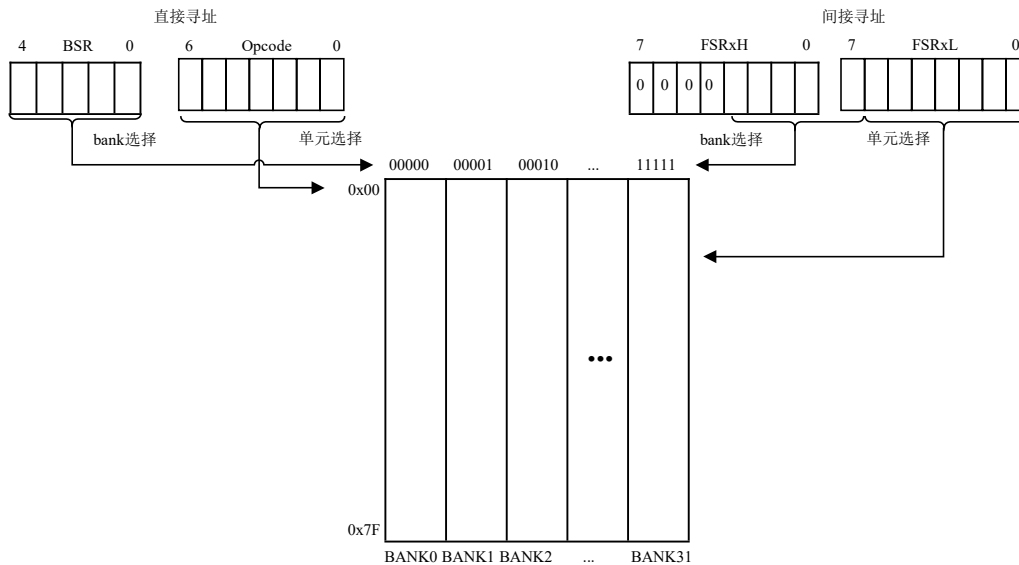 直接寻址 间接寻址
4 BSR 0 6 Opcode 0 7 FSRxH 0 7 FSRxL 0
0 0 0 0
bank选择 单元选择 bank选择 单元选择
00000 00001 00010 ... 11111
0x00
...
0x7F
BANK0 BANK1 BANK2 ... BANK31